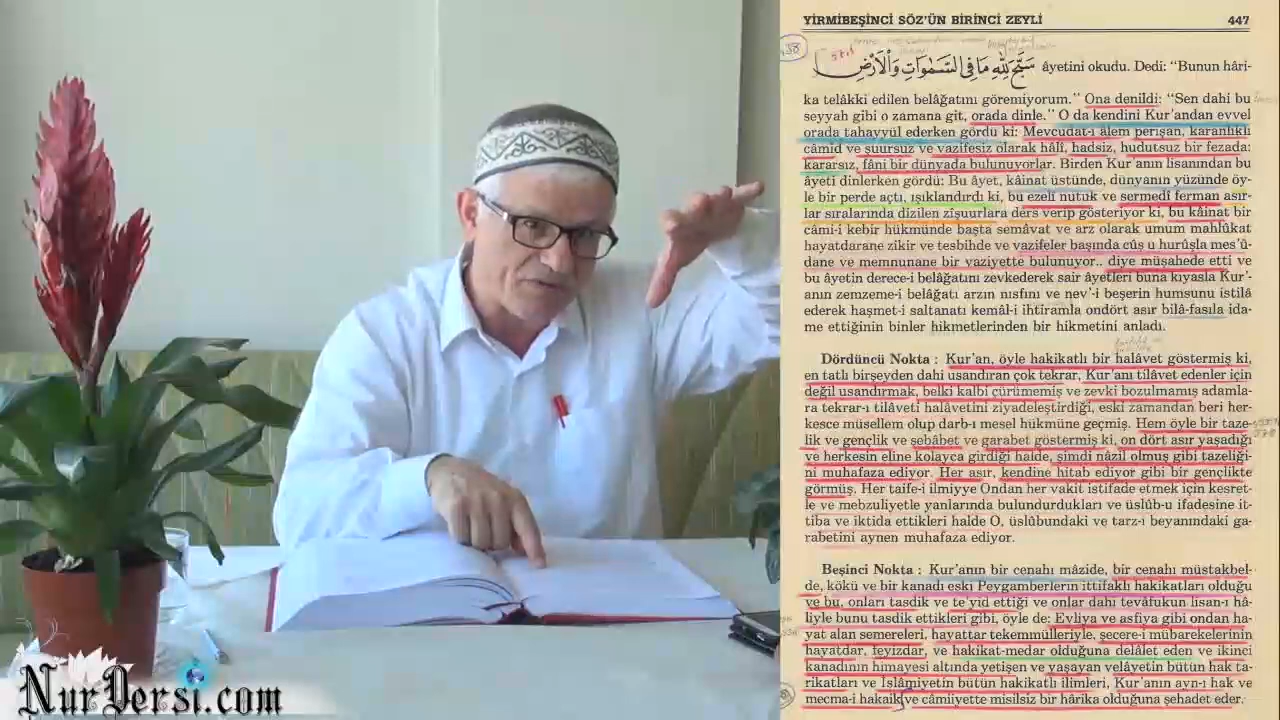 YİRMİBEŞİNCİ SÖZ'ÜN BİRİNCİ ZEYLİ 447
38
سَبَّحَ لِلّٰهِ مَا فِى السَّمٰوَاتِ وَالْاَرْضِ âyetini okudu. Dedi: "Bunun hâri-
ka telâkki edilen belâğatını göremiyorum." Ona denildi: "Sen dahi bu
seyyah gibi o zamana git, orada dinle." O da kendini Kur'andan evvel
orada tahayyül ederken gördü ki: Mevcudat-ı âlem perişan, karanlıklı
câmid ve şuursuz ve vazifesiz olarak hâlî, hadsiz, hudutsuz bir fezada:
kararsız, fâni bir dünyada bulunuyorlar. Birden Kur'anın lisanından bu
âyeti dinlerken gördü: Bu âyet, kâinat üstünde, dünyanın yüzünde öy-
le bir perde açtı, ışıklandırdı ki, bu ezelî nutuk ve sermedî ferman asır-
lar sıralarında dizilen zîşuurlara ders verip gösteriyor ki, bu kâinat bir
câmi-i kebir hükmünde başta semâvat ve arz olarak umum mahlûkat
hayatdarane zikir ve tesbihde ve vazifeler başında cûş u hurûşla mes'û-
dane ve memnunane bir vaziyette bulunuyor.. diye müşahede etti ve
bu âyetin derece-i belâğatını zevkederek sair âyetleri buna kıyasla Kur'-
anın zemzeme-i belâğatı arzın nısfını ve nev'-i beşerin humsunu istilâ
ederek haşmet-i saltanatı kemâl-i ihtiramla ondört asır bilâ-fasıla ida-
me ettiğinin binler hikmetlerinden bir hikmetini anladı.
Dördüncü Nokta : Kur'an, öyle hakikatlı bir halâvet göstermiş ki,
en tatlı birşeyden dahi usandıran çok tekrar, Kur'anı tilâvet edenler için
değil usandırmak, belki kalbi çürümemiş ve zevki bozulmamış adamla-
ra tekrar-ı tilâveti halâvetini ziyadeleştirdiği, eski zamandan beri her-
kesce müsellem olup darb-ı mesel hükmüne geçmiş. Hem öyle bir taze-
lik ve gençlik ve şebâbet ve garabet göstermiş ki, on dört asır yaşadığı
ve herkesin eline kolayca girdiği halde, şimdi nâzil olmuş gibi tazeliği-
ni muhafaza ediyor. Her asır, kendine hitab ediyor gibi bir gençlikte
görmüş. Her taife-i ilmiyye Ondan her vakit istifade etmek için kesret-
le ve mebzuliyetle yanlarında bulundurdukları ve üslûb-u ifadesine it-
tiba ve iktida ettikleri halde O, üslûbundaki ve tarz-ı beyanındaki ga-
rabetini aynen muhafaza ediyor.
Beşinci Nokta : Kur'anın bir cenahı mâzide, bir cenahı müstakbel-
de, kökü ve bir kanadı eski Peygamberlerin ittifaklı hakikatları olduğu
ve bu, onları tasdik ve te'yid ettiği ve onlar dahi tevâfukun lisan-ı hâ-
liyle bunu tasdik ettikleri gibi, öyle de: Evliya ve asfiya gibi ondan ha-
yat alan semereleri, hayattar tekemmülleriyle, şecere-i mübarekelerinin
hayatdar, feyizdar, ve hakikat-medar olduğuna delâlet eden ve ikinci
kanadının himayesi altında yetişen ve yaşayan velâyetin bütün hak ta-
rikatları ve İslâmiyetin bütün hakikatlı ilimleri, Kur'anın ayn-ı hak ve
mecma-i hakaik ve câmiiyette misilsiz bir hârika olduğuna şehadet eder.
NurDersi.com